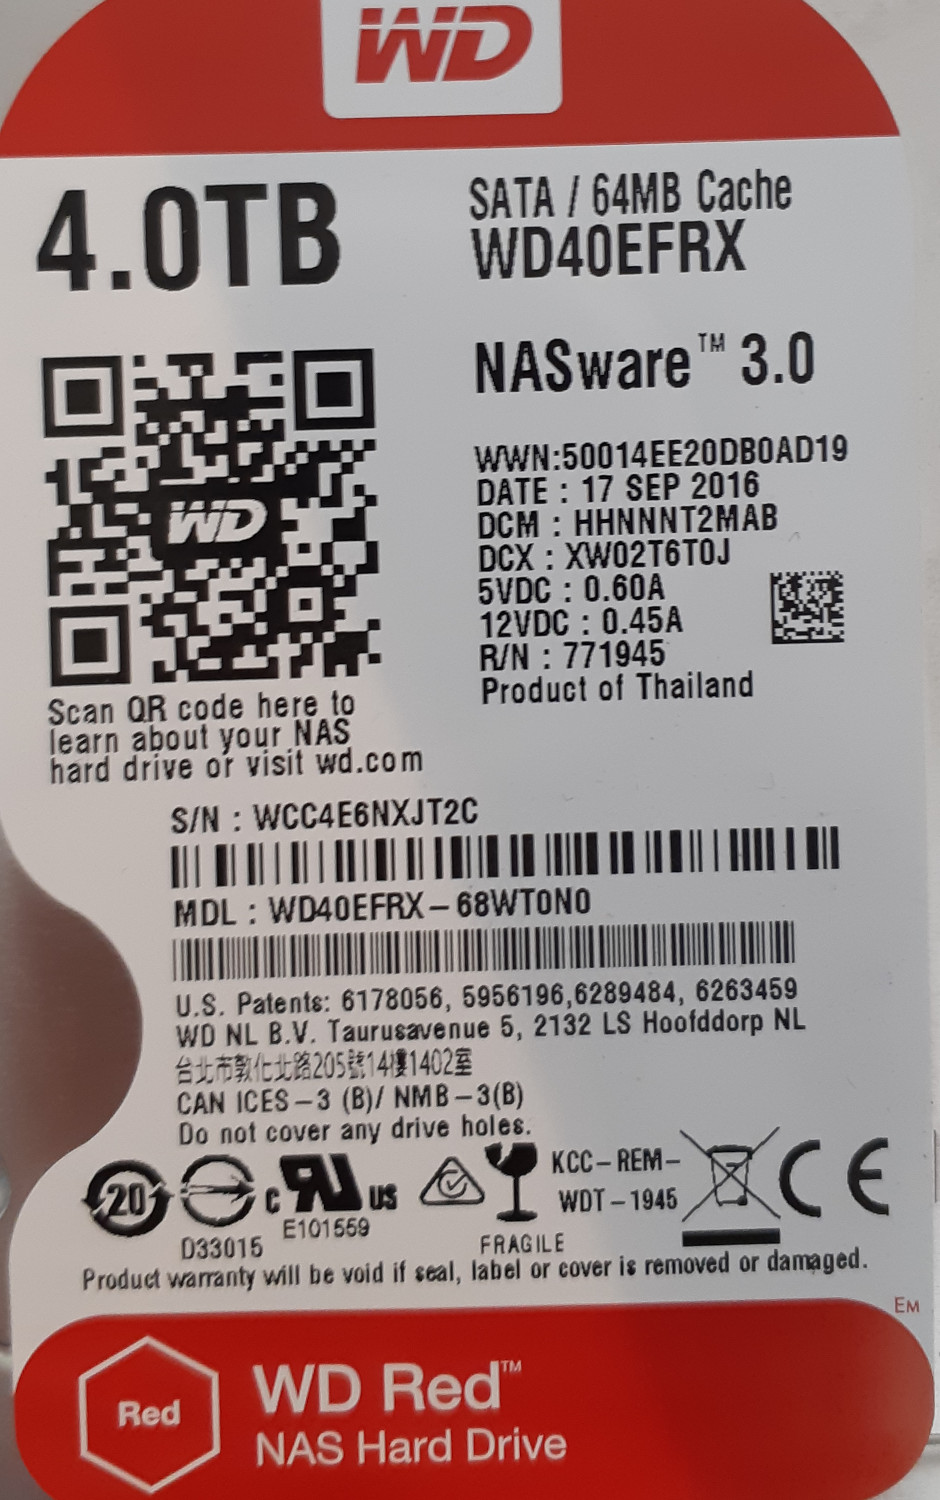 WD
4.0TB
SATA / 64MB Cache
WD40EFRX
NASware™ 3.0
WWN:50014EE20DB0AD19
DATE : 17 SEP 2016
DCM : HHNNNT2MAB
DCX : XW02T6T0J
5VDC : 0.60A
12VDC : 0.45A
R/N : 771945
Product of Thailand
WD
Scan QR code here to
learn about your NAS
hard drive or visit wd.com
S/N : WCC4E6NXJT2C
MDL : WD40EFRX-68WT0N0
U.S. Patents: 6178056, 5956196,6289484, 6263459
WD NL B.V. Taurusavenue 5, 2132 LS Hoofddorp NL
台北市敦化北路205號14樓1402室
CAN ICES-3 (B)/ NMB-3(B)
Do not cover any drive holes.
20
D33015
c RU US
E101559
FRAGILE
KCC-REM-
WDT-1945
CE
Product warranty will be void if seal, label or cover is removed or damaged.
EM
Red
WD Red™
NAS Hard Drive